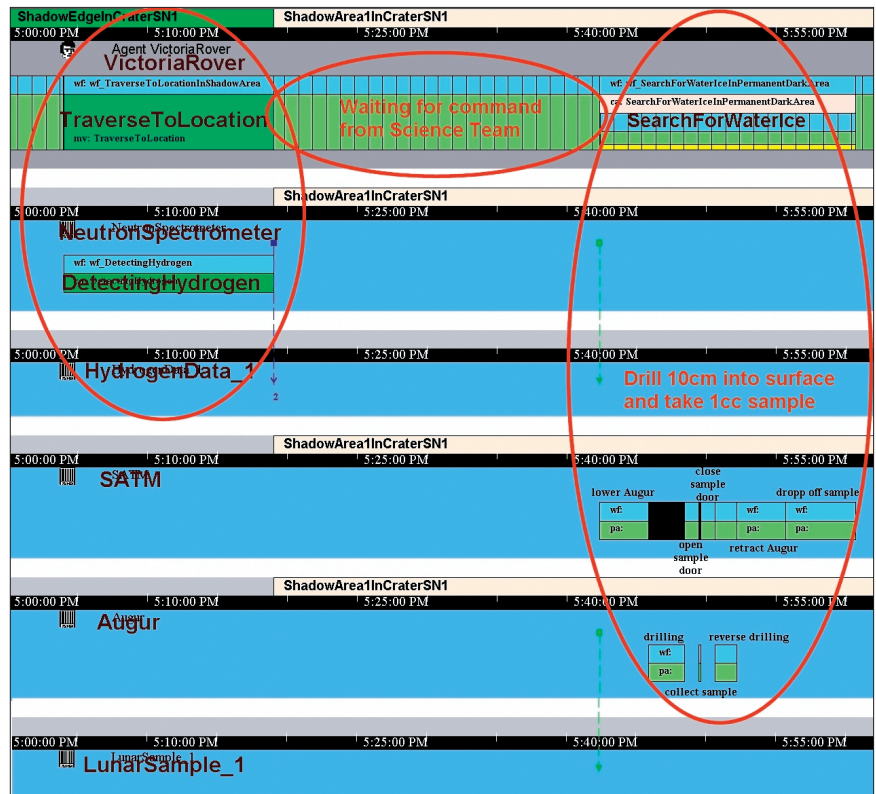 ShadowEdgeInCraterSN1 ShadowArea1InCraterSN1
5:00:00 PM 5:10:00 PM 5:25:00 PM 5:40:00 PM 5:55:00 PM
Agent VictoriaRover
VictoriaRover
wf: wf_TraverseToLocationInShadowArea wf: wf_SearchForWaterIceInPermanentDarkArea
Waiting for command
from Science Team
ca: SearchForWaterIceInPermanentDarkArea
TraverseToLocation SearchForWaterIce
mv: TraverseToLocation
ShadowArea1InCraterSN1
5:00:00 PM 5:10:00 PM 5:25:00 PM 5:40:00 PM 5:55:00 PM
NeutronSpectrometer
NeutronSpectrometer
wf: wf_DetectingHydrogen
DetectingHydrogen
5:00:00 PM 5:10:00 PM 5:25:00 PM 5:40:00 PM 5:55:00 PM
HydrogenData_1
HydrogenData_1
2
Drill 10cm into surface
and take 1cc sample
ShadowArea1InCraterSN1
5:00:00 PM 5:10:00 PM 5:25:00 PM 5:40:00 PM 5:55:00 PM
SATM
SATM
close
sample
door
lower Augur dropp off sample
wf: wf: wf:
pa: pa: pa:
open
sample
door
retract Augur
ShadowArea1InCraterSN1
5:00:00 PM 5:10:00 PM 5:25:00 PM 5:40:00 PM 5:55:00 PM
Augur
Augur
drilling reverse drilling
wf:
pa:
collect sample
5:00:00 PM 5:10:00 PM 5:25:00 PM 5:40:00 PM 5:55:00 PM
LunarSample_1
LunarSample_1